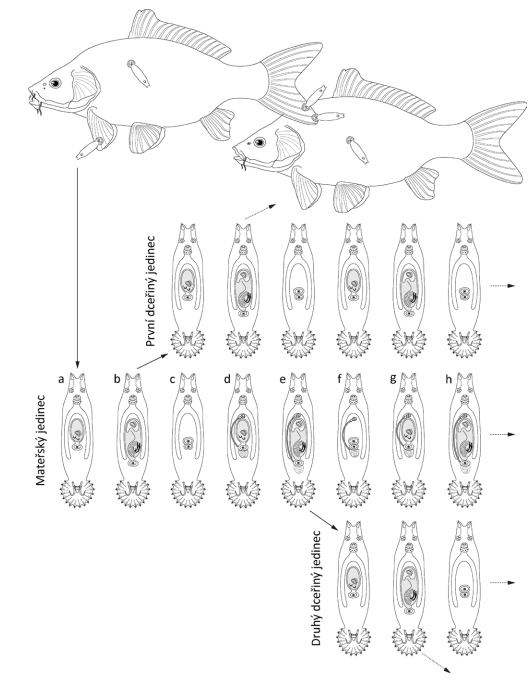 První dceřiný jedinec
a b c d e f g h
Mateřský jedinec
Druhý dceřiný jedinec